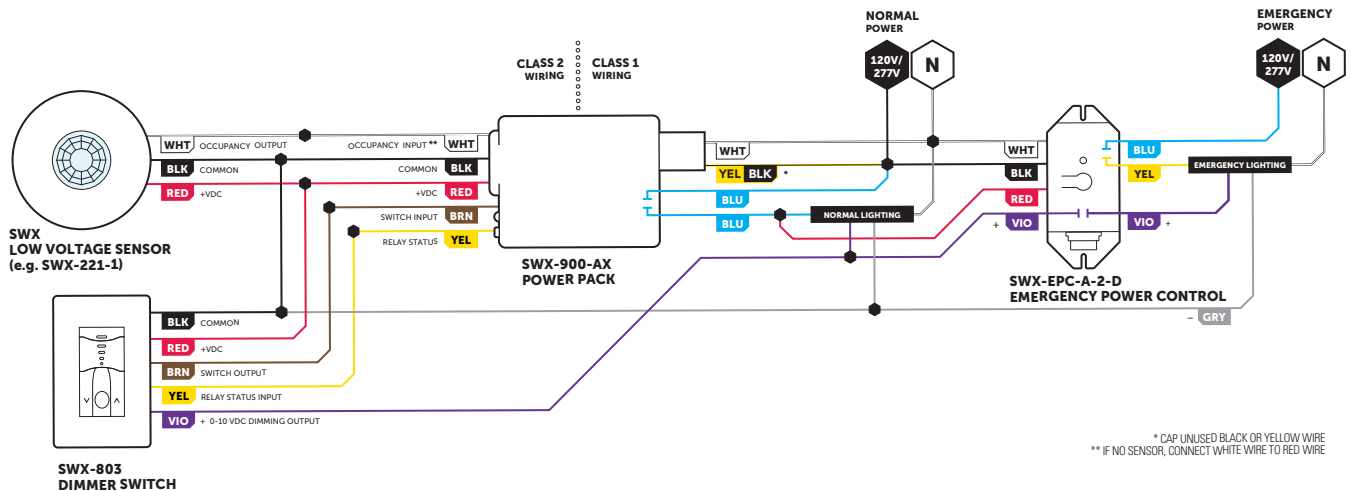 NORMAL
POWER
EMERGENCY
POWER
120V/
277V
N
120V/
277V
N
CLASS 2
WIRING
CLASS 1
WIRING
WHT OCCUPANCY OUTPUT
OCCUPANCY INPUT ** WHT
BLK COMMON
COMMON BLK
RED +VDC
+VDC RED
SWITCH INPUT BRN
RELAY STATUS YEL
WHT
YEL BLK *
BLU
BLU
NORMAL LIGHTING
WHT
BLK
RED
+ VIO
BLU
YEL
EMERGENCY LIGHTING
VIO +
SWX
LOW VOLTAGE SENSOR
(e.g. SWX-221-1)
SWX-900-AX
POWER PACK
SWX-EPC-A-2-D
EMERGENCY POWER CONTROL
– GRY
BLK COMMON
RED +VDC
BRN SWITCH OUTPUT
YEL RELAY STATUS INPUT
VIO + 0-10 VDC DIMMING OUTPUT
SWX-803
DIMMER SWITCH
* CAP UNUSED BLACK OR YELLOW WIRE
** IF NO SENSOR, CONNECT WHITE WIRE TO RED WIRE